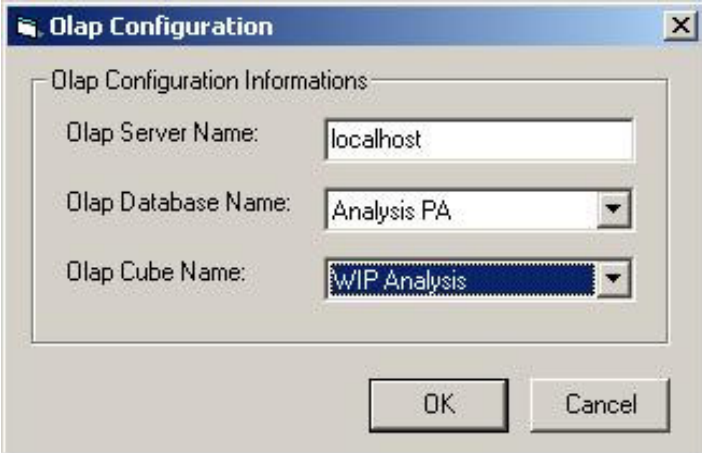 Olap Configuration
Olap Configuration Informations
Olap Server Name: localhost
Olap Database Name: Analysis PA
Olap Cube Name: WIP Analysis
OK Cancel